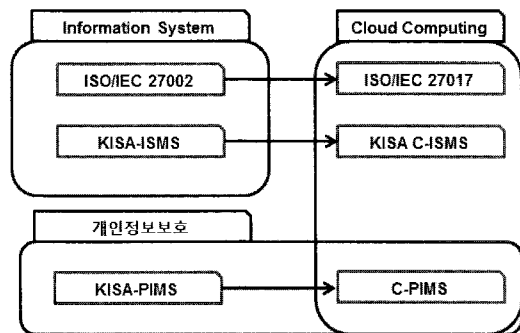 Information System
Cloud Computing
ISO/IEC 27002
ISO/IEC 27017
KISA-ISMS
KISA C-ISMS
개인정보보호
KISA-PIMS
C-PIMS